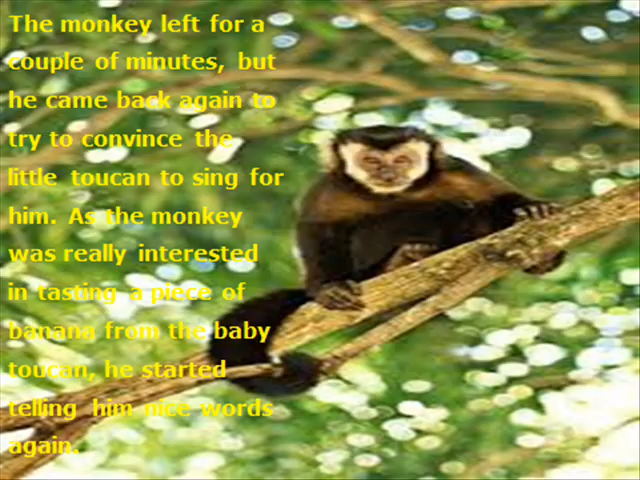 The monkey left for a
couple of minutes, but
he came back again to
try to convince the
little toucan to sing for
him. As the monkey
was really interested
in tasting a piece of
banana from the baby
toucan, he started
telling him nice words
again.